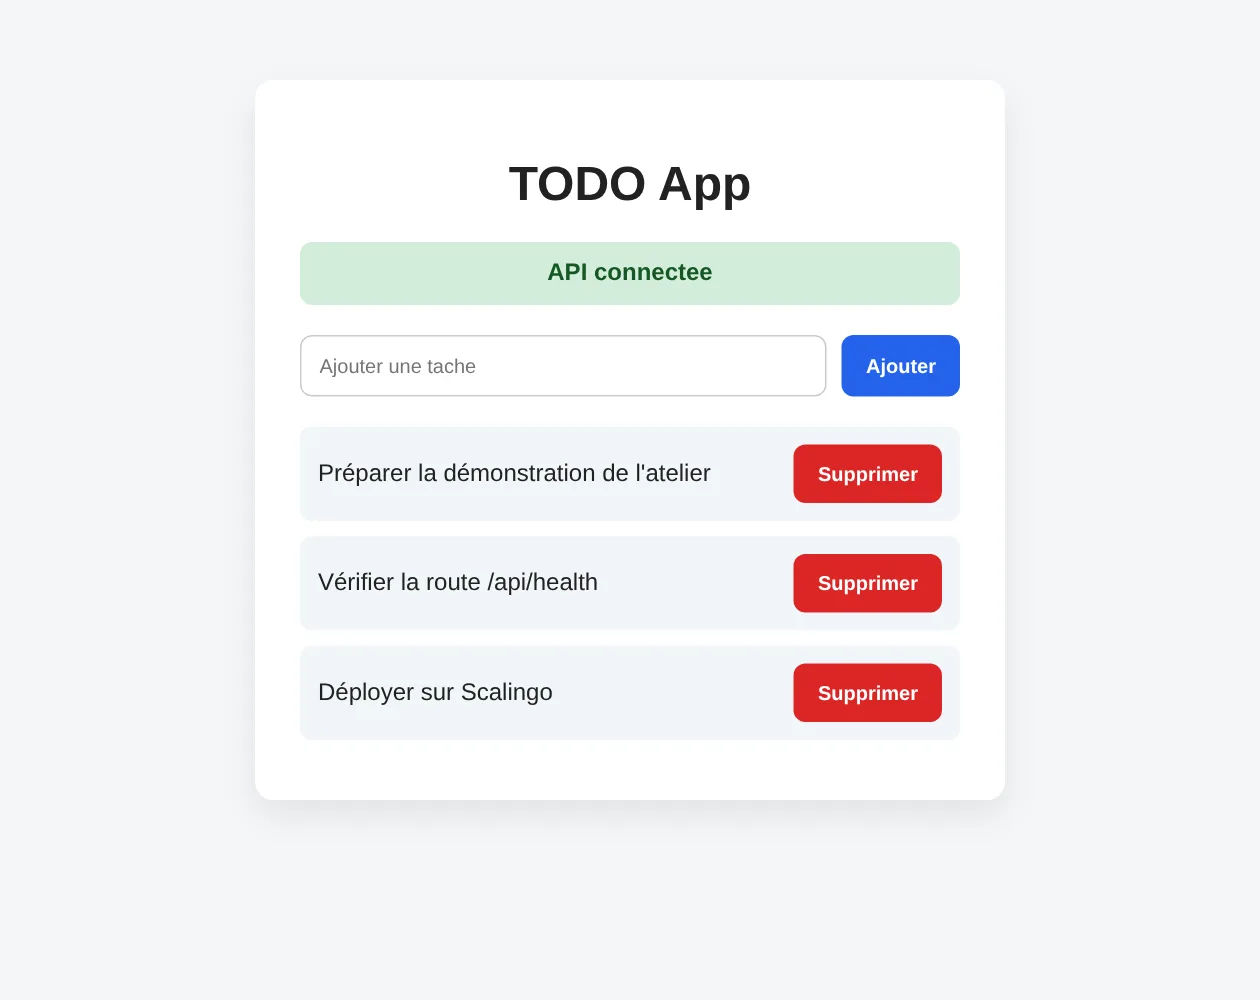 TODO App
API connectee
Ajouter une tache
Ajouter
Préparer la démonstration de l'atelier
Supprimer
Vérifier la route /api/health
Supprimer
Déployer sur Scalingo
Supprimer